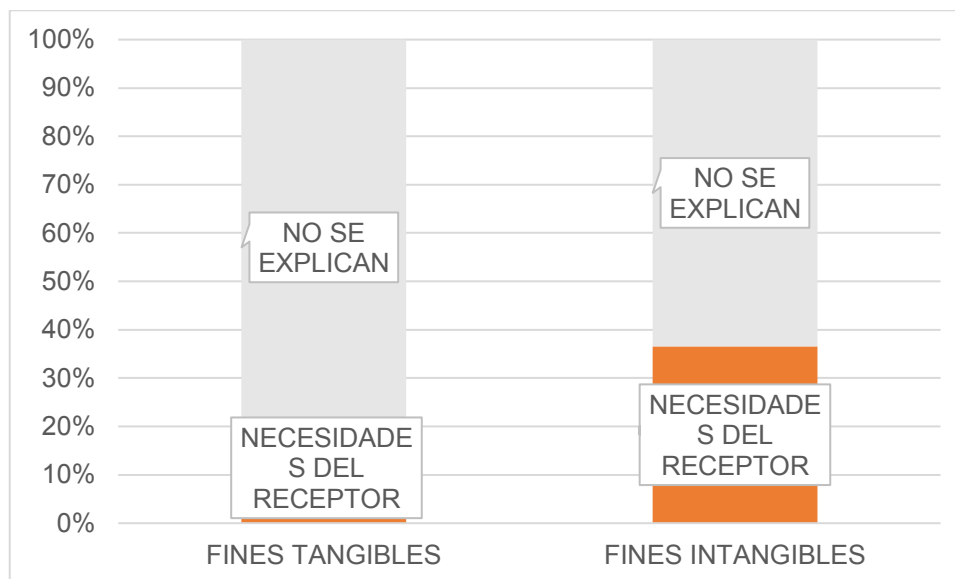 100%
90%
80%
70%
60%
50%
40%
30%
20%
10%
0%
NO SE
EXPLICAN
NECESIDADE
S DEL
RECEPTOR
NO SE
EXPLICAN
NECESIDADE
S DEL
RECEPTOR
FINES TANGIBLES
FINES INTANGIBLES